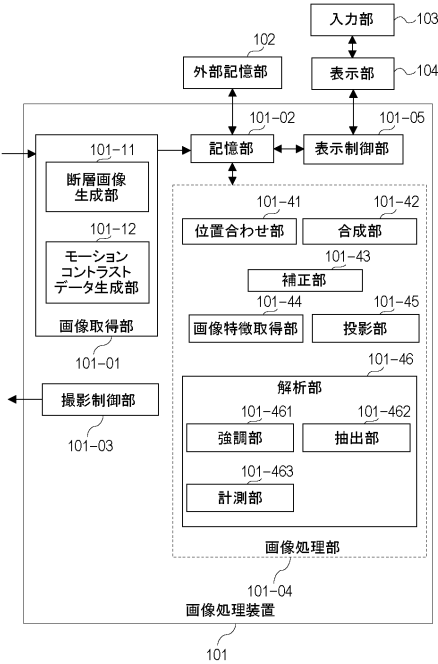 入力部
103
102
外部記憶部
表示部
104
101-02
101-05
101-11
記憶部
表示制御部
断層画像
生成部
101-12
モーション
コントラスト
データ生成部
画像取得部
101-01
101-41
101-42
位置合わせ部
合成部
101-43
補正部
101-44
101-45
画像特徴取得部
投影部
101-46
解析部
撮影制御部
101-03
101-461
101-462
強調部
抽出部
101-463
計測部
画像処理部
101-04
画像処理装置
101